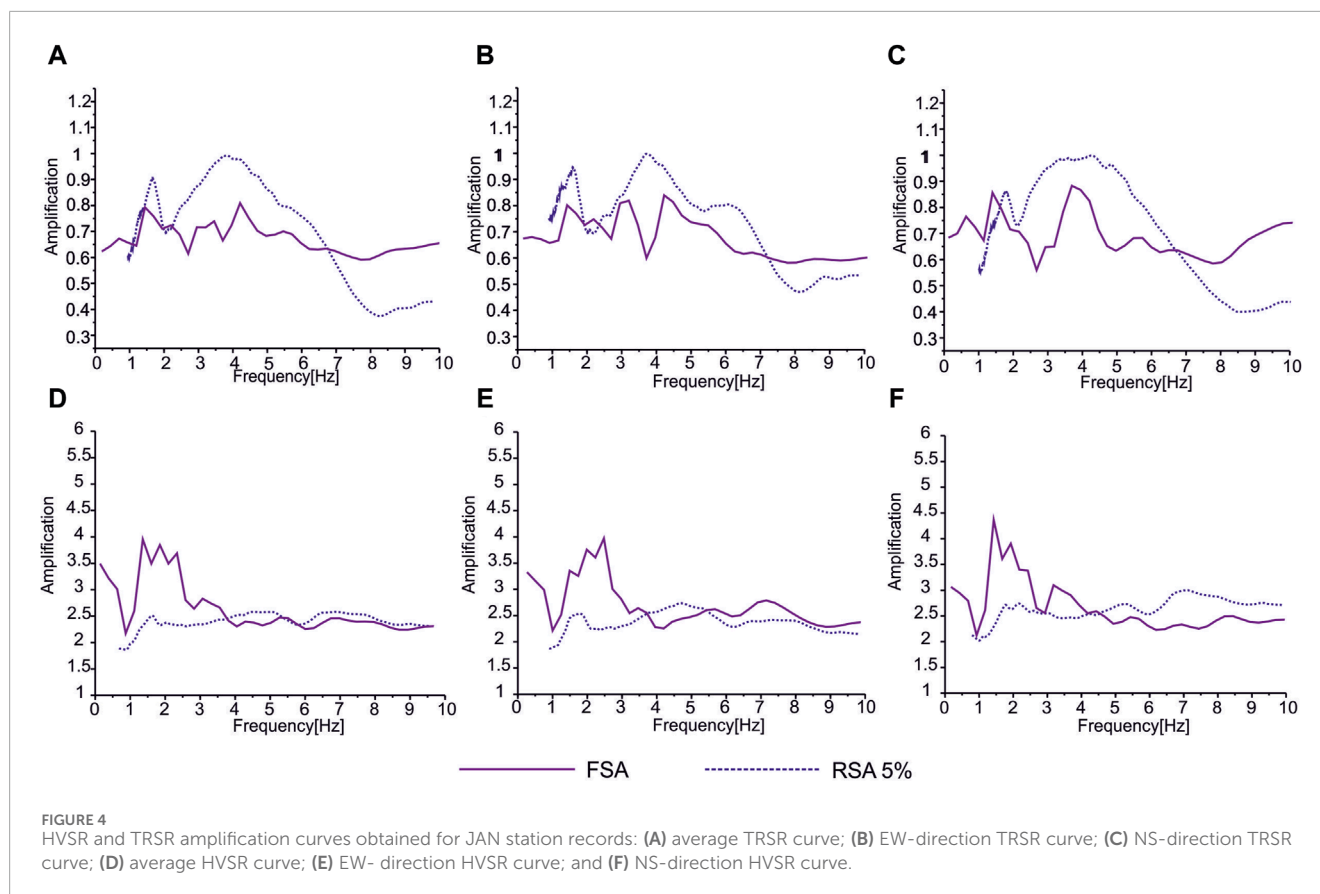 A
B
C
1.2
1.1
1
0.9
0.8
0.7
0.6
0.5
0.4
0.3
Amplification
0 1 2 3 4 5 6 7 8 9 10
Frequency[Hz]
1.2
1.1
1
0.9
0.8
0.7
0.6
0.5
0.4
0.3
Amplification
0 1 2 3 4 5 6 7 8 9 10
Frequency[Hz]
1.2
1.1
1
0.9
0.8
0.7
0.6
0.5
0.4
0.3
Amplification
0 1 2 3 4 5 6 7 8 9 10
Frequency[Hz]
D
E
F
6
5.5
5
4.5
4
3.5
3
2.5
2
1.5
1
Amplification
0 1 2 3 4 5 6 7 8 9 10
Frequency[Hz]
6
5.5
5
4.5
4
3.5
3
2.5
2
1.5
1
Amplification
0 1 2 3 4 5 6 7 8 9 10
Frequency[Hz]
6
5.5
5
4.5
4
3.5
3
2.5
2
1.5
1
Amplification
0 1 2 3 4 5 6 7 8 9 10
Frequency[Hz]
FSA RSA 5%
FIGURE 4
HVSR and TRSR amplification curves obtained for JAN station records: (A) average TRSR curve; (B) EW-direction TRSR curve; (C) NS-direction TRSR
curve; (D) average HVSR curve; (E) EW- direction HVSR curve; and (F) NS-direction HVSR curve.